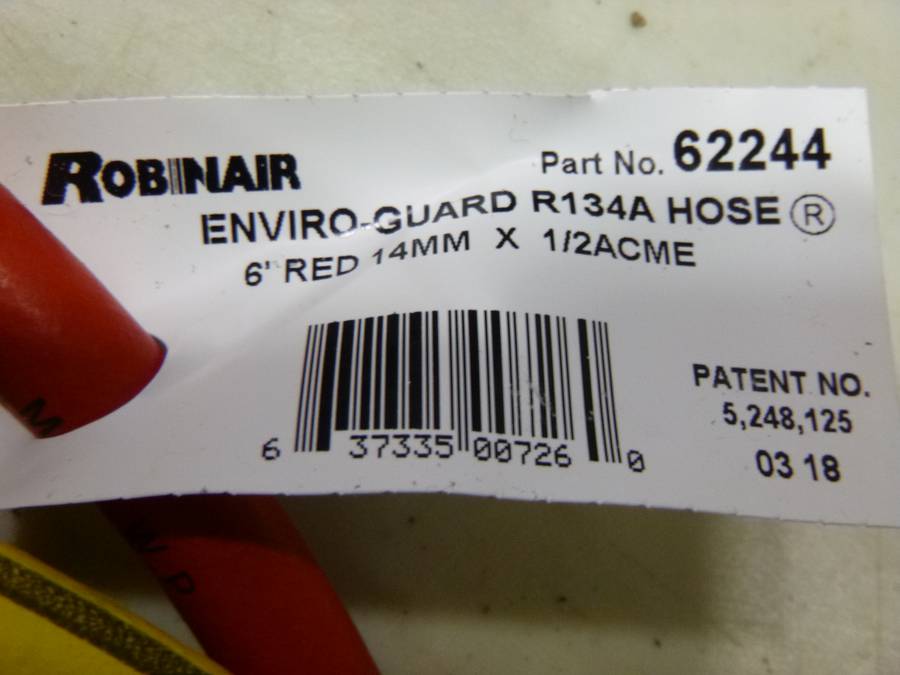 ROBINAIR
Part No. 62244
ENVIRO-GUARD R134A HOSE ®
6' RED 14MM X 1/2ACME
PATENT NO.
5,248,125
03 18
6 37335 00726 0
M
W.P